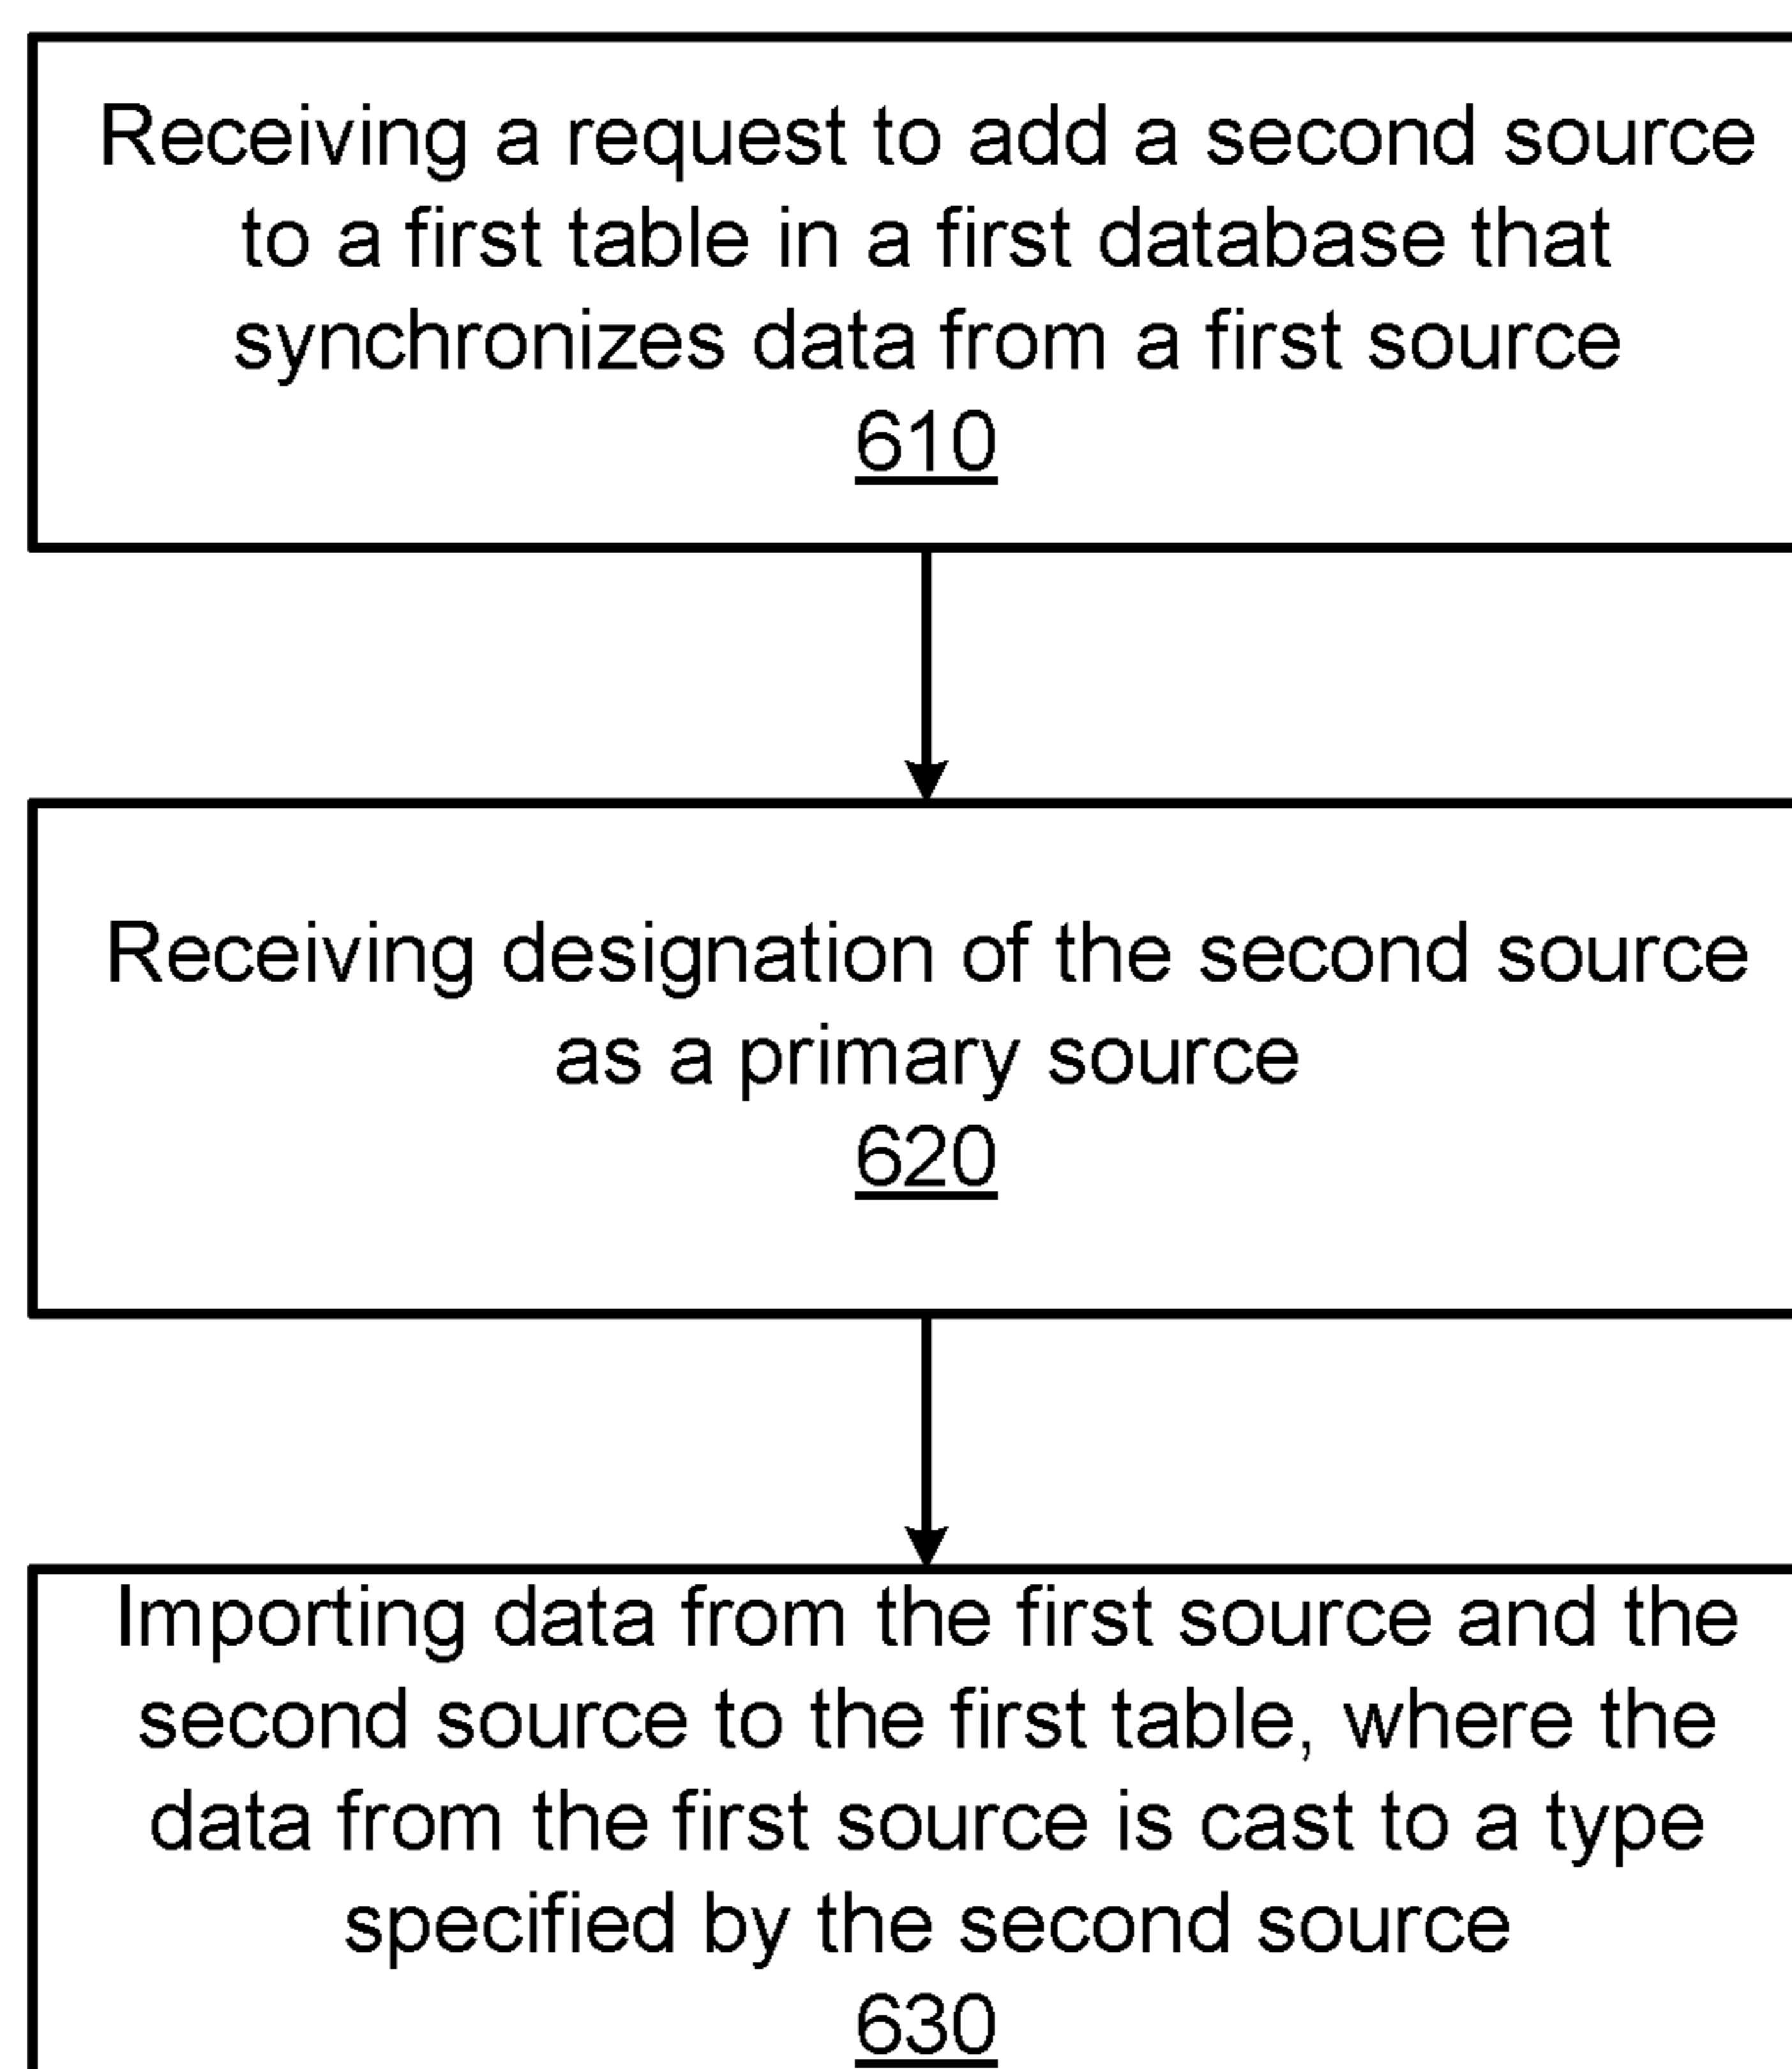 Receiving a request to add a second source
to a first table in a first database that
synchronizes data from a first source
610
Receiving designation of the second source
as a primary source
620
Importing data from the first source and the
second source to the first table, where the
data from the first source is cast to a type
specified by the second source
630